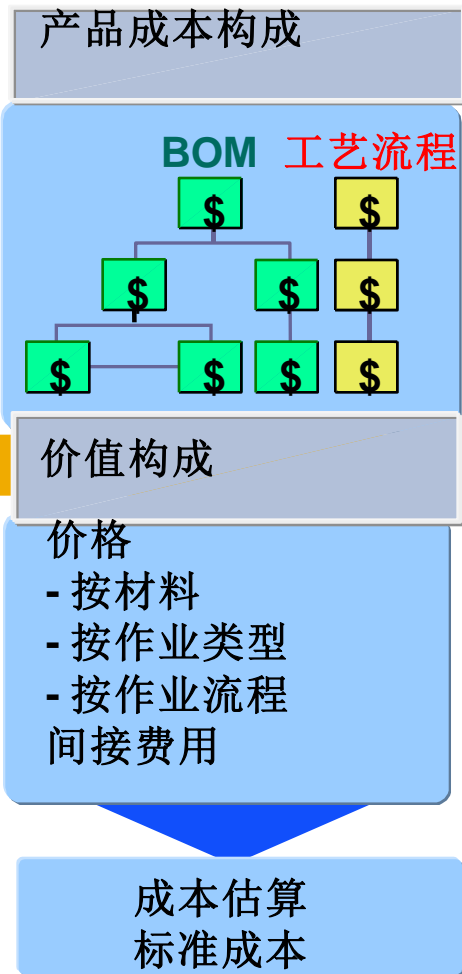 产品成本构成
BOM 工艺流程
$ $
$ $ $
$ $ $ $
价值构成
价格
- 按材料
- 按作业类型
- 按作业流程
间接费用
成本估算
标准成本